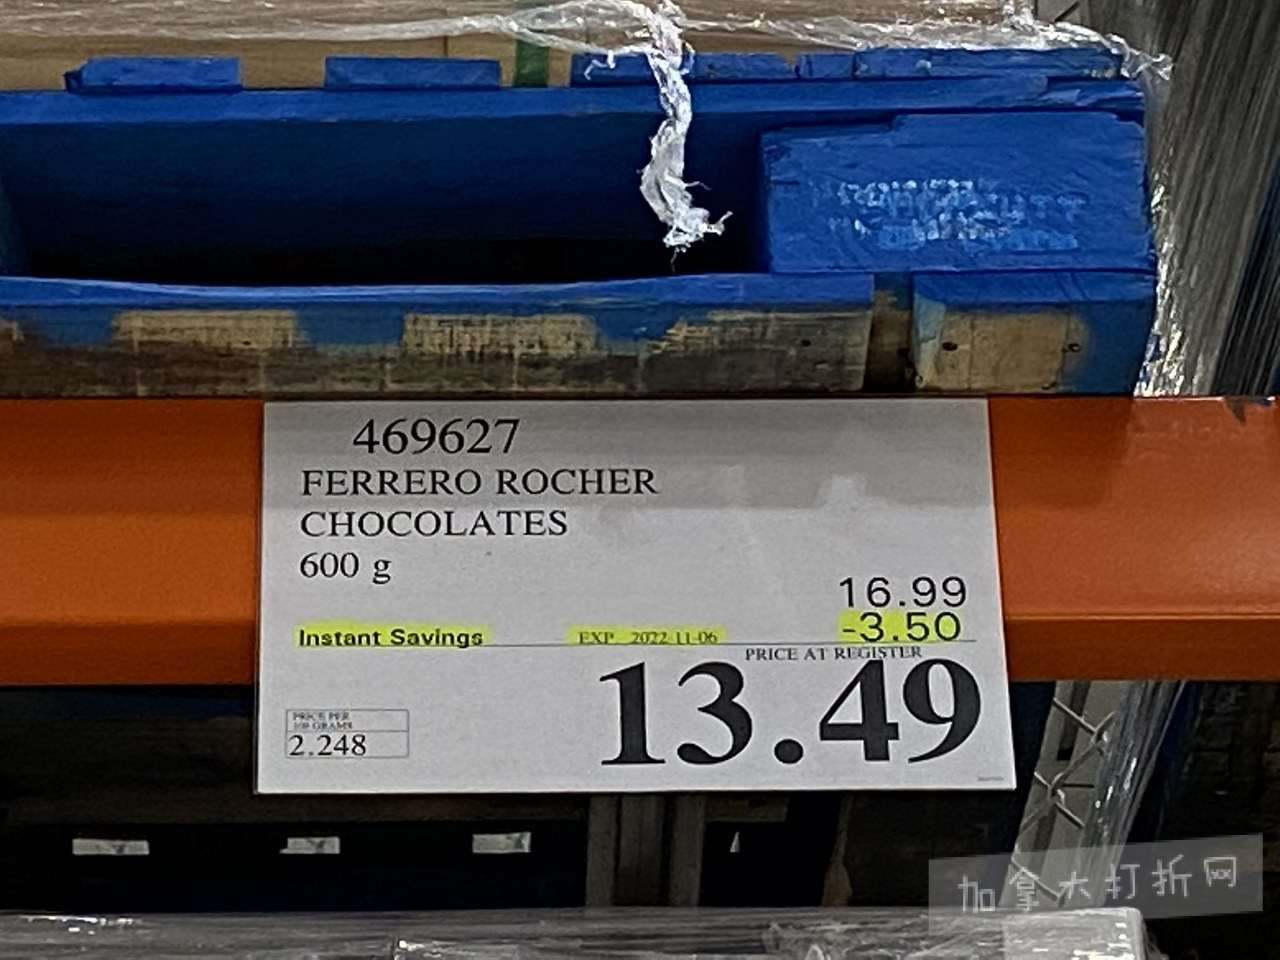 469627
FERRERO ROCHER
CHOCOLATES
600 g
16.99
Instant Savings EXP. 2022-11-06 -3.50
PRICE AT REGISTER
13.49
PRICE PER
100 GRAMS
2.248
加拿大打折网